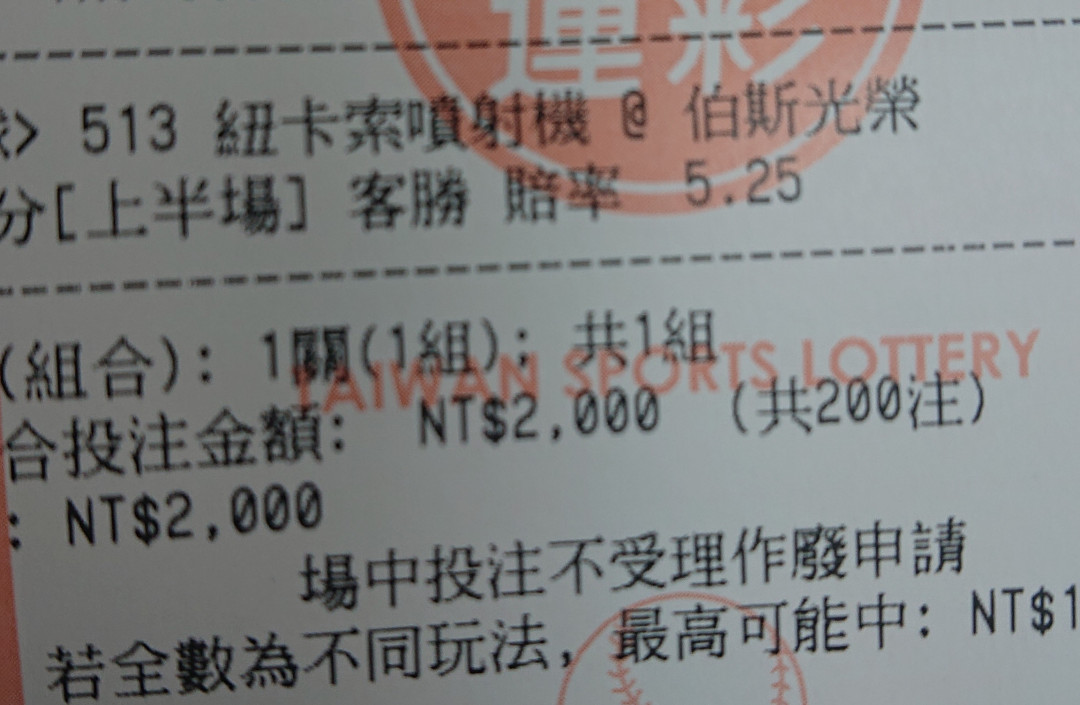 運彩
> 513 紐卡索噴射機 @ 伯斯光榮
分[上半場] 客勝 賠率 5.25
(組合): 1關(1組); 共1組
TAIWAN SPORTS LOTTERY
合投注金額: NT$2,000 (共200注)
: NT$2,000
場中投注不受理作廢申請
若全數為不同玩法, 最高可能中: NT$1